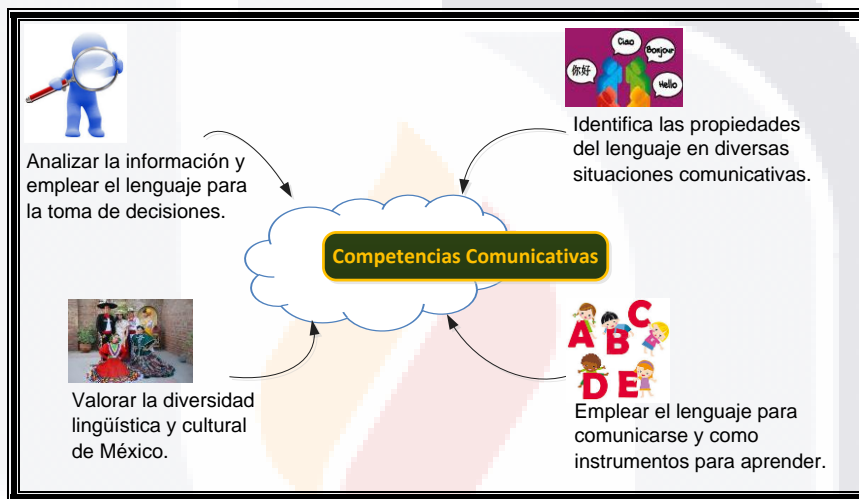 Ciao
Bonjour
你好
Hello
Analizar la información y
emplear el lenguaje para
la toma de decisiones.
Identifica las propiedades
del lenguaje en diversas
situaciones comunicativas.
Competencias Comunicativas
Valorar la diversidad
lingüística y cultural
de México.
A B C
D E
Emplear el lenguaje para
comunicarse y como
instrumentos para aprender.